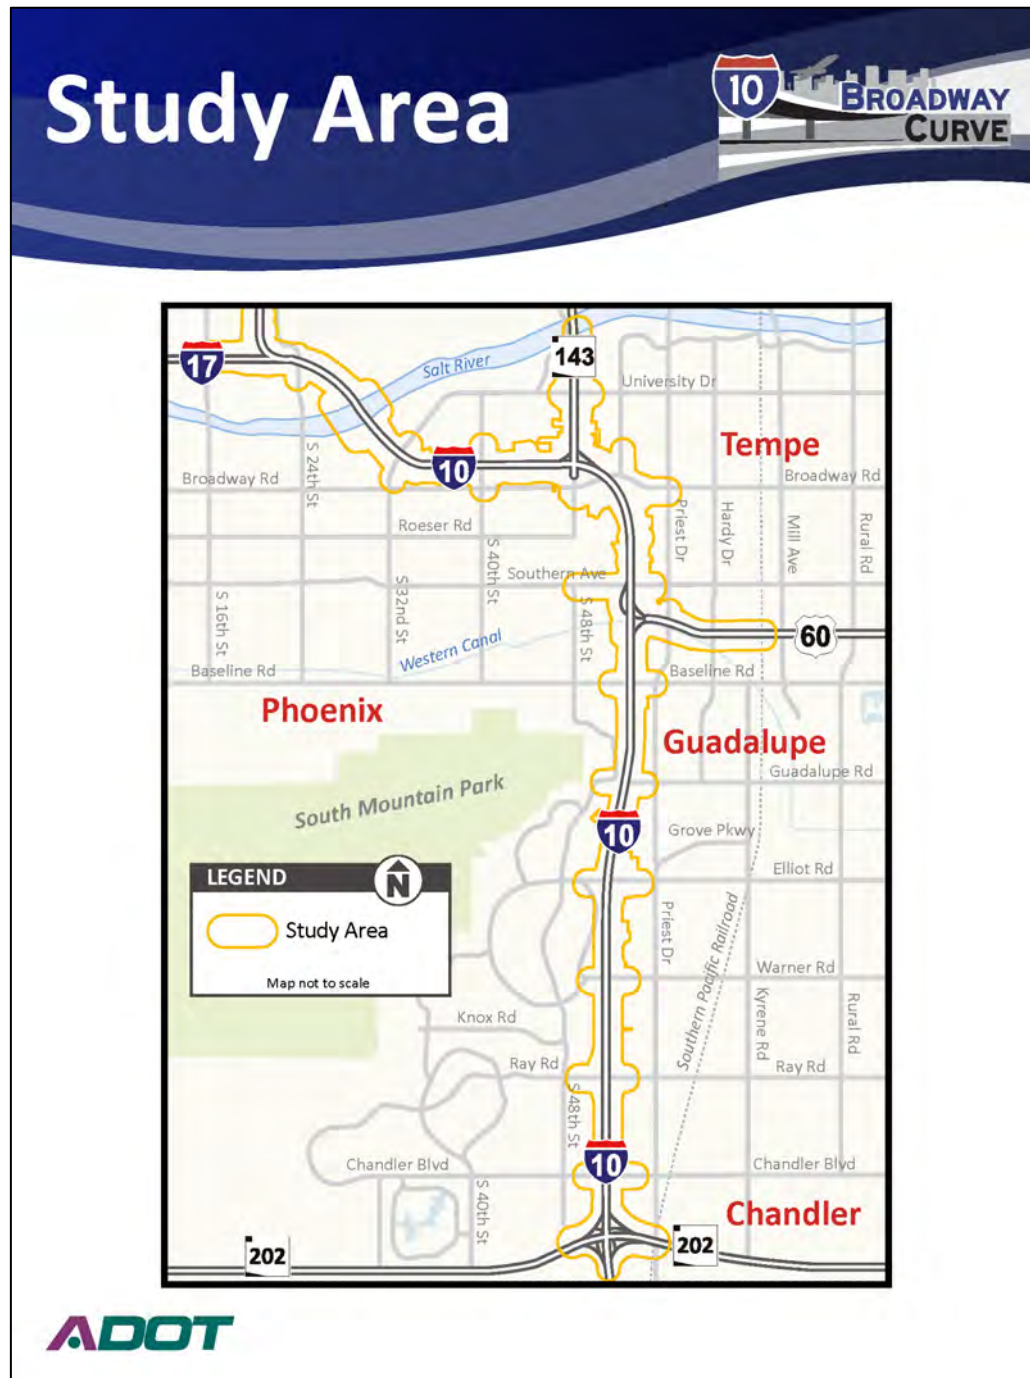 Study Area
10
BROADWAY
CURVE
17
Salt River
143
University Dr
Tempe
S 24th St
10
Broadway Rd
Broadway Rd
Roeser Rd
Priest Dr
Hardy Dr
Mill Ave
Rural Rd
S 40th St
Southern Ave
S 16th St
S32nd St
S 48th St
Western Canal
60
Baseline Rd
Baseline Rd
Phoenix
Guadalupe
Guadalupe Rd
South Mountain Park
10
Grove Pkwy
Elliot Rd
LEGEND
N
Study Area
Map not to scale
Priest Dr
Southern Pacific Railroad
Warner Rd
Kyrene Rd
Rural Rd
Knox Rd
Ray Rd
Ray Rd
S 48th St
10
Chandler Blvd
Chandler Blvd
S 40th St
Chandler
202
202
ADOT